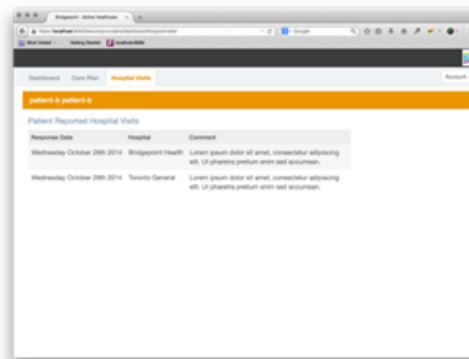 Bridgepoint - Active Healthcare
Google
Most Visited
Getting Started
localhost:8080
Dashboard Care Plan Hospital Visits
Account
patient-b patient-b
Patient Reported Hospital Visits
Response Date Hospital Comment
Wednesday October 29th 2014 Bridgepoint Health Lorem ipsum dolor sit amet, consectetur adipiscing
elit. Ut pharetra pretium enim sed accumsan.
Wednesday October 29th 2014 Toronto General Lorem ipsum dolor sit amet, consectetur adipiscing
elit. Ut pharetra pretium enim sed accumsan.